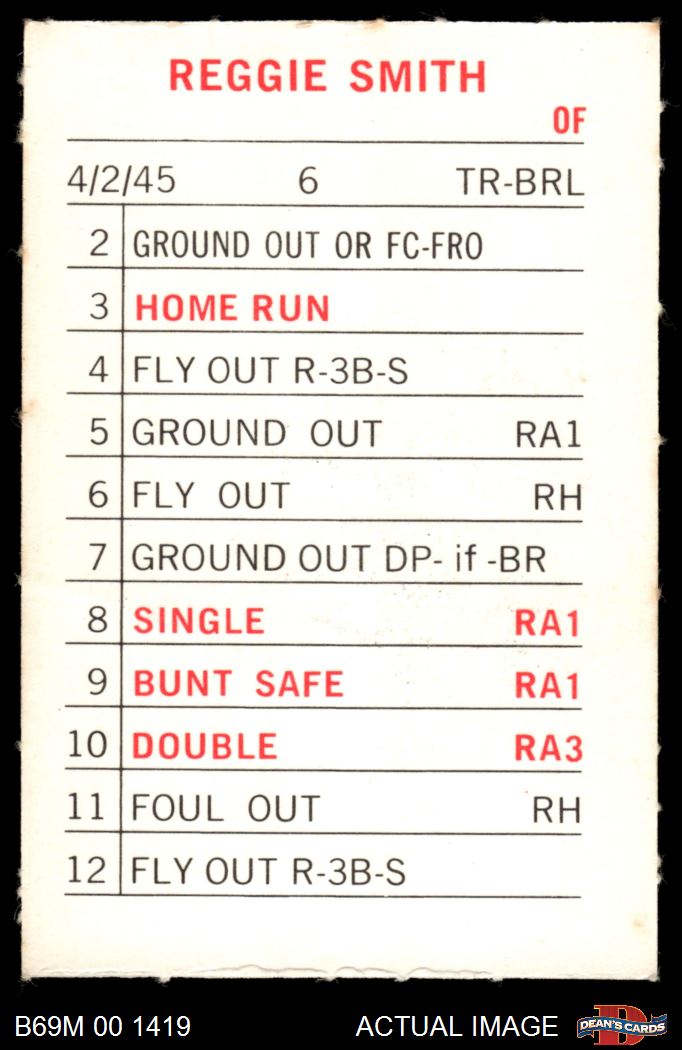 REGGIE SMITH
OF
4/2/45 6 TR-BRL
2 GROUND OUT OR FC-FRO
3 HOME RUN
4 FLY OUT R-3B-S
5 GROUND OUT RA1
6 FLY OUT RH
7 GROUND OUT DP- if -BR
8 SINGLE RA1
9 BUNT SAFE RA1
10 DOUBLE RA3
11 FOUL OUT RH
12 FLY OUT R-3B-S
B69M 00 1419 ACTUAL IMAGE D DEAN'S CARDS